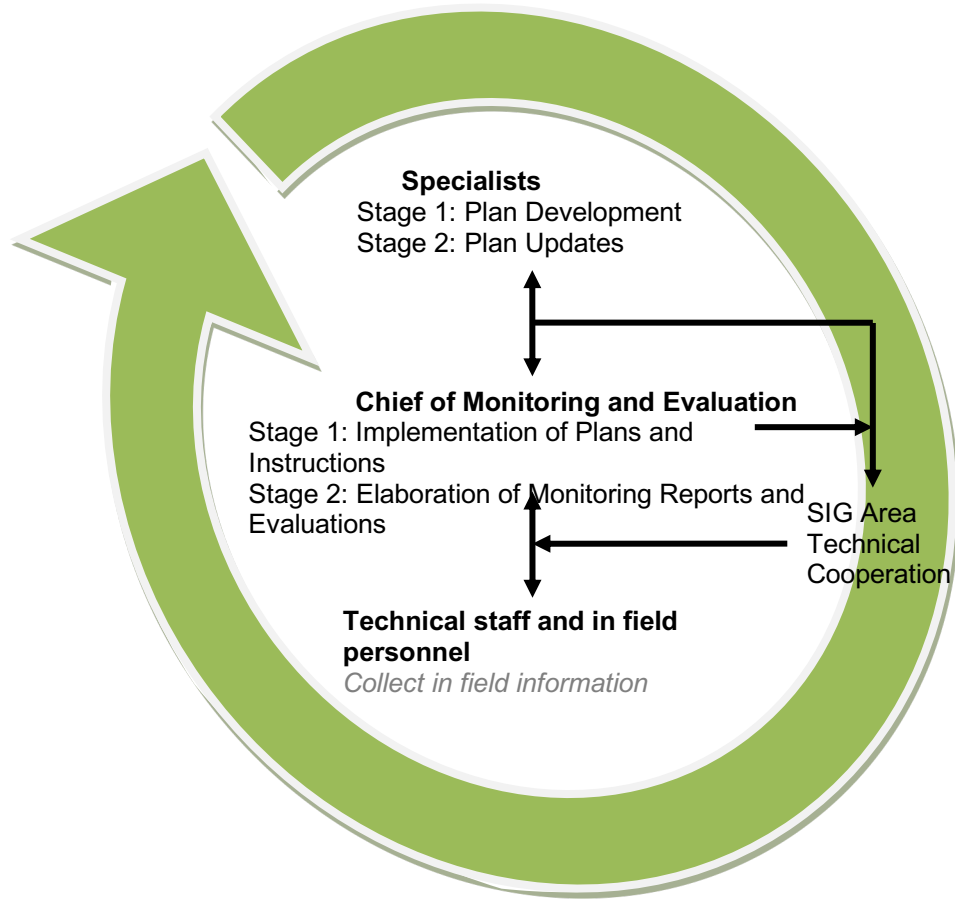 Specialists
Stage 1: Plan Development
Stage 2: Plan Updates
Chief of Monitoring and Evaluation
Stage 1: Implementation of Plans and
Instructions
Stage 2: Elaboration of Monitoring Reports and
Evaluations
SIG Area
Technical
Cooperation
Technical staff and in field
personnel
Collect in field information